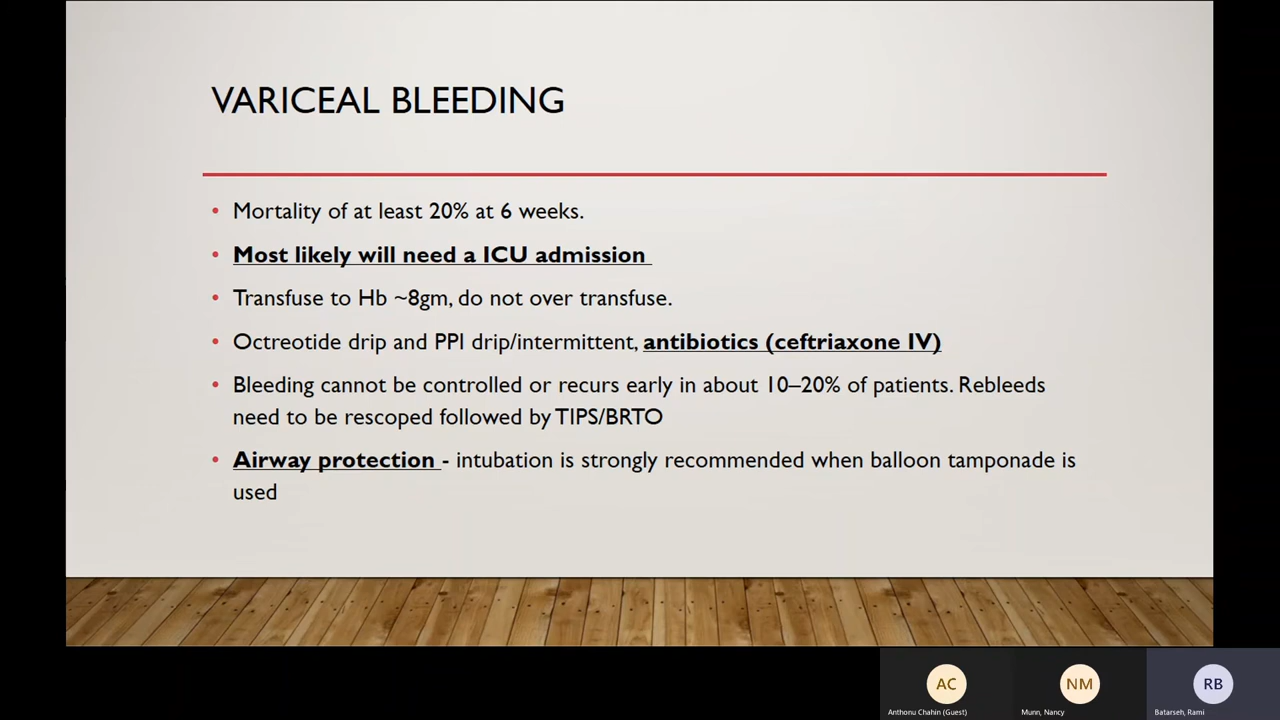 VARICEAL BLEEDING
• Mortality of at least 20% at 6 weeks.
• Most likely will need a ICU admission
• Transfuse to Hb ~8gm, do not over transfuse.
• Octreotide drip and PPI drip/intermittent, antibiotics (ceftriaxone IV)
• Bleeding cannot be controlled or recurs early in about 10–20% of patients. Rebleeds
need to be rescoped followed by TIPS/BRTO
• Airway protection - intubation is strongly recommended when balloon tamponade is
used
AC NM RB
Anthonu Chahin (Guest) Munn, Nancy Batarseh, Rami